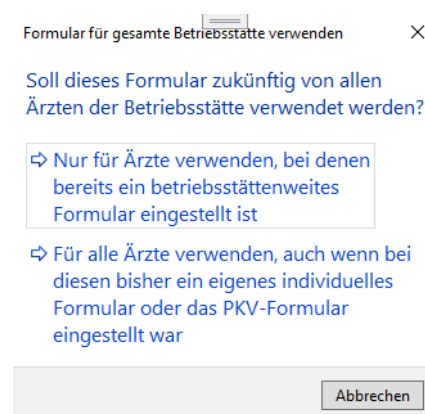 Formular für gesamte Betriebsstätte verwenden
Soll dieses Formular zukünftig von allen
Ärzten der Betriebsstätte verwendet werden?
Nur für Ärzte verwenden, bei denen
bereits ein betriebsstättenweites
Formular eingestellt ist
Für alle Ärzte verwenden, auch wenn bei
diesen bisher ein eigenes individuelles
Formular oder das PKV-Formular
eingestellt war
Abbrechen